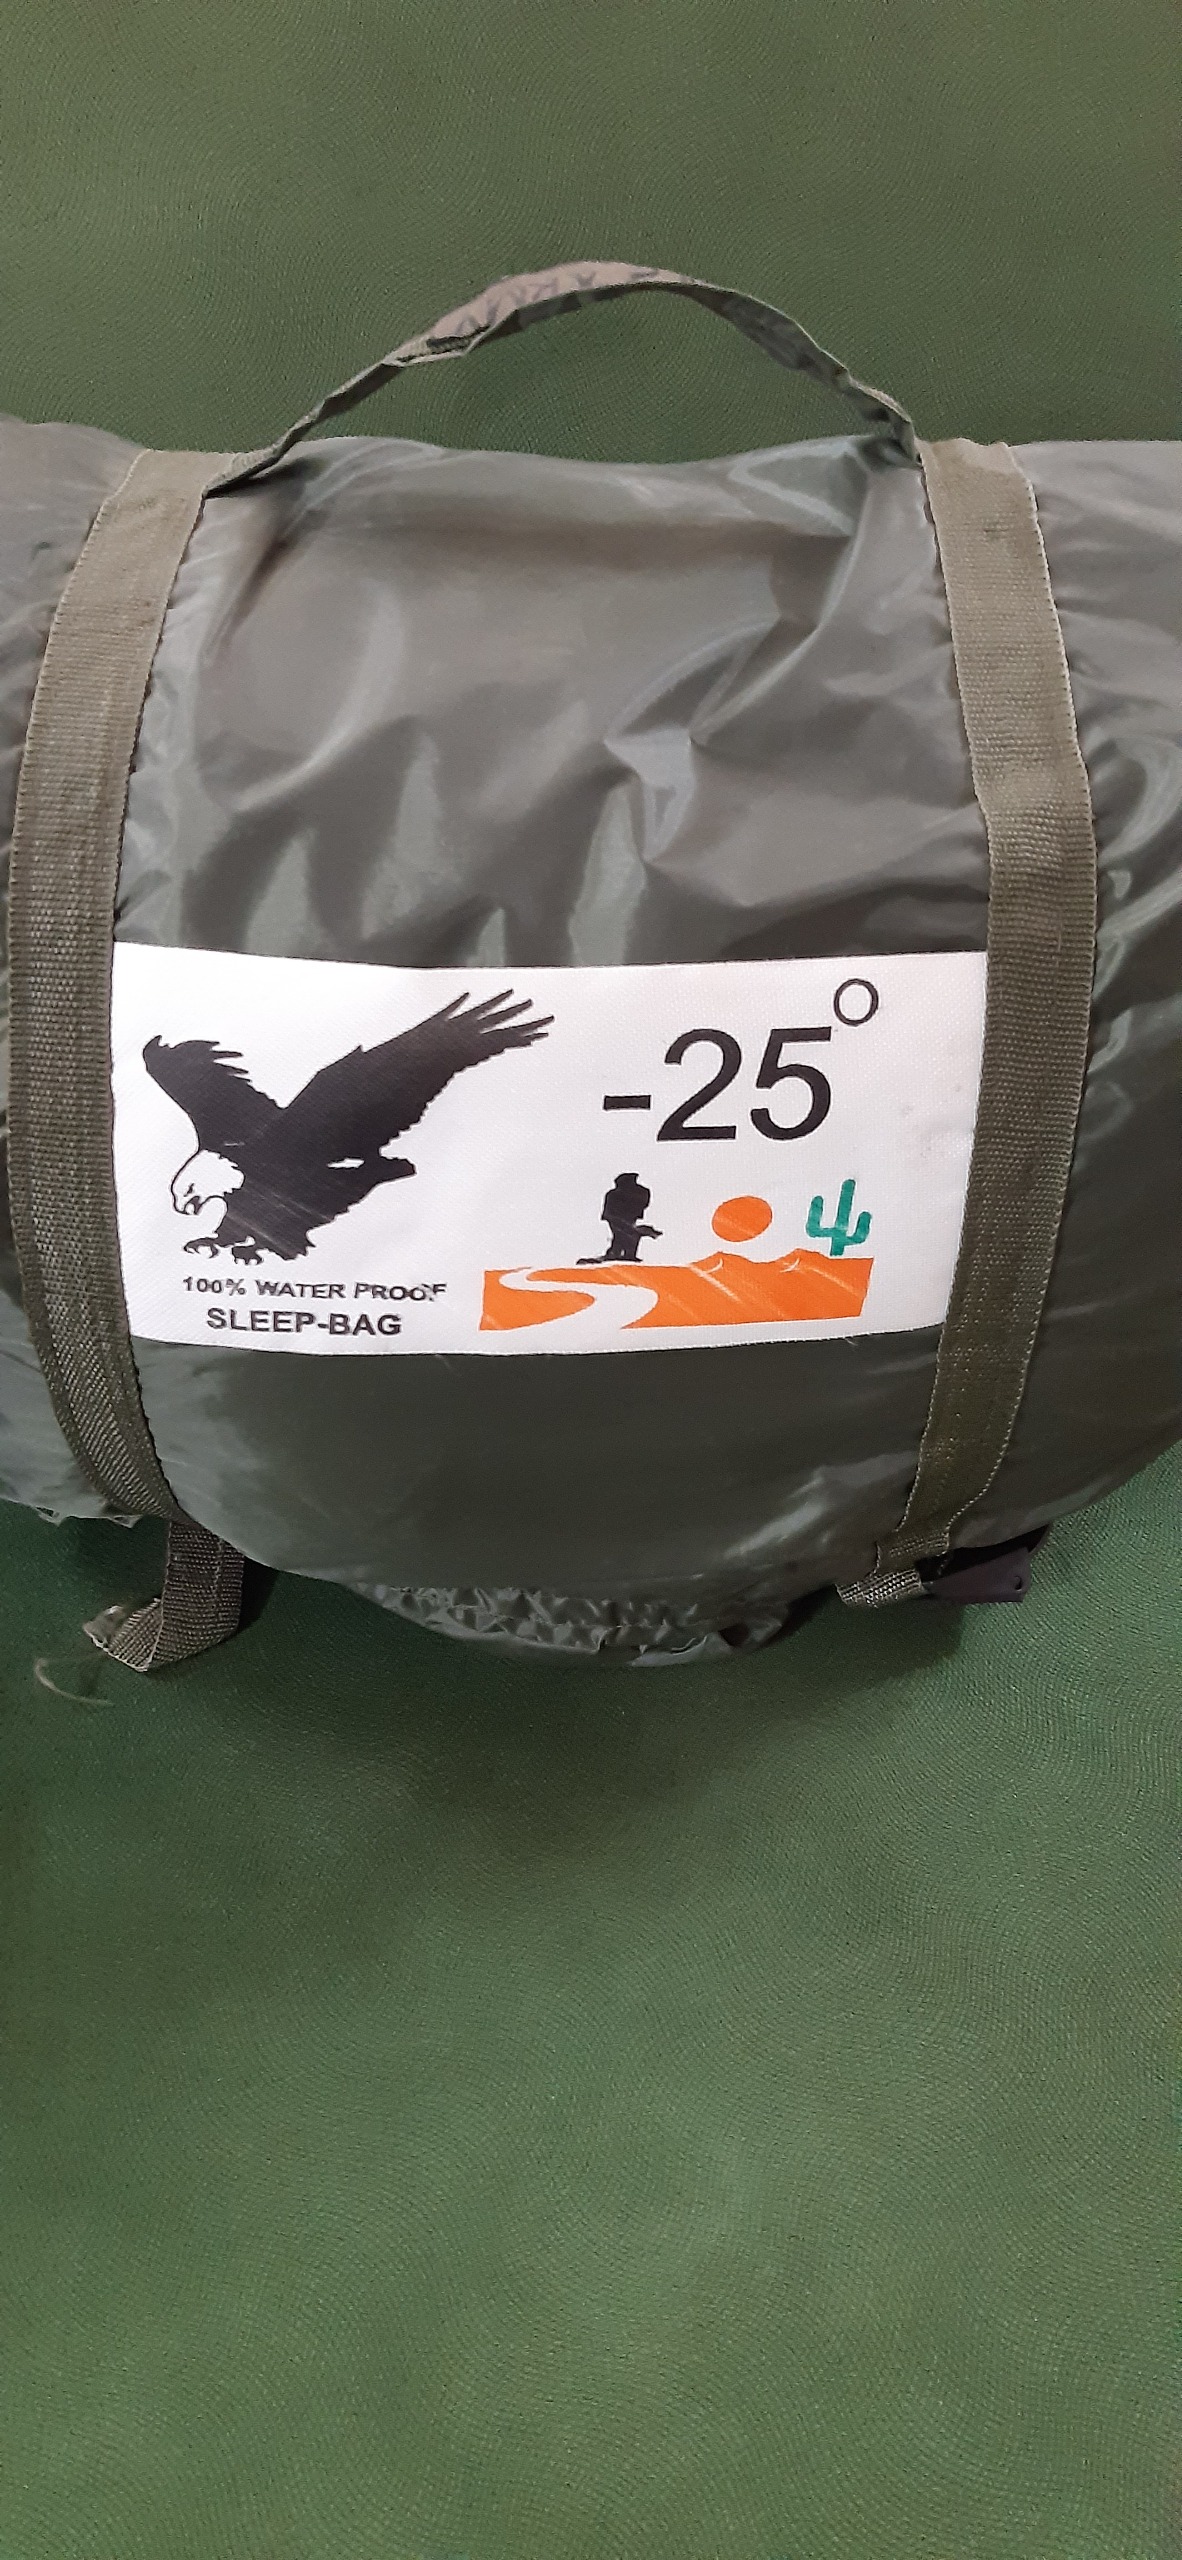 -25°
100% WATER PROOF
SLEEP-BAG